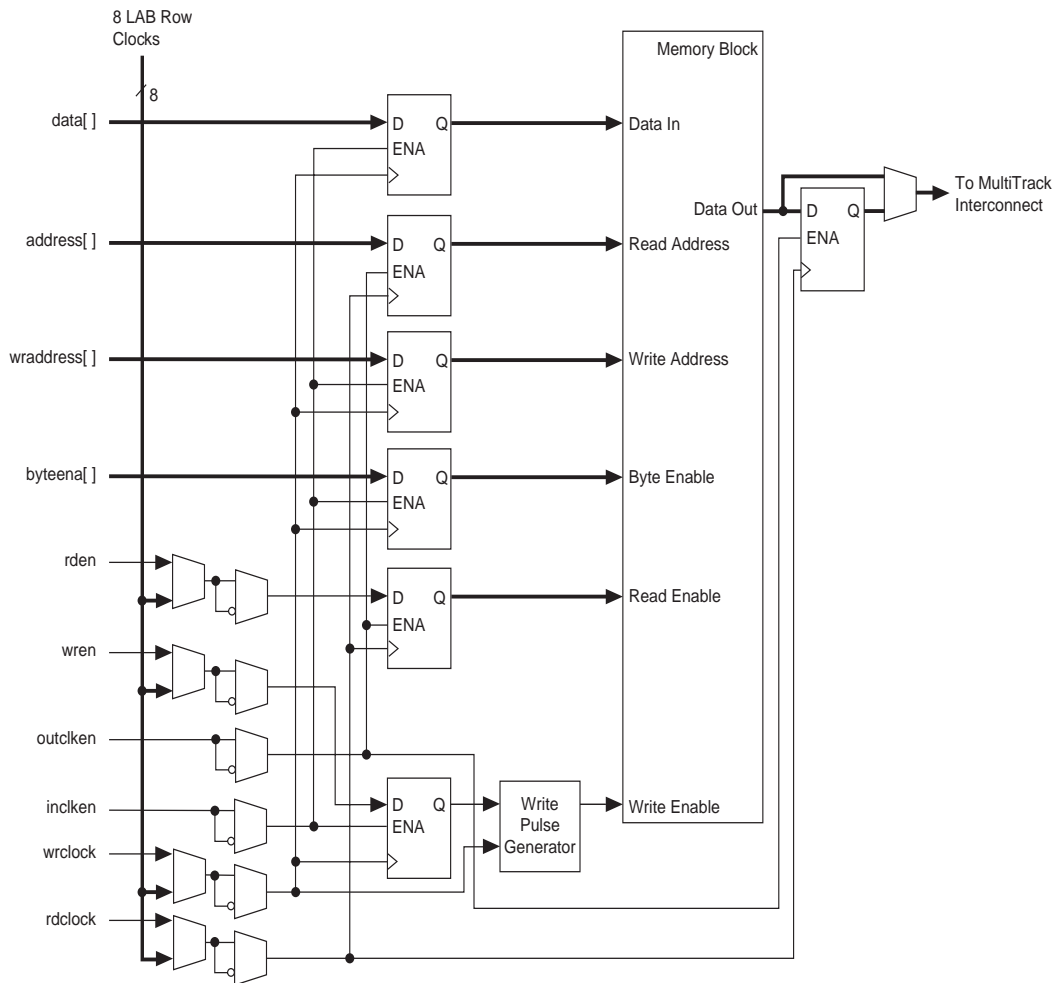 8 LAB Row
Clocks
8
Memory Block
data[ ]
D Q
ENA
Data In
Data Out
To MultiTrack
Interconnect
D Q
ENA
address[ ]
D Q
ENA
Read Address
wraddress[ ]
D Q
ENA
Write Address
byteena[ ]
D Q
ENA
Byte Enable
rden
D Q
ENA
Read Enable
wren
outclken
inclken
D Q
ENA
Write
Pulse
Generator
Write Enable
wrclock
rdclock